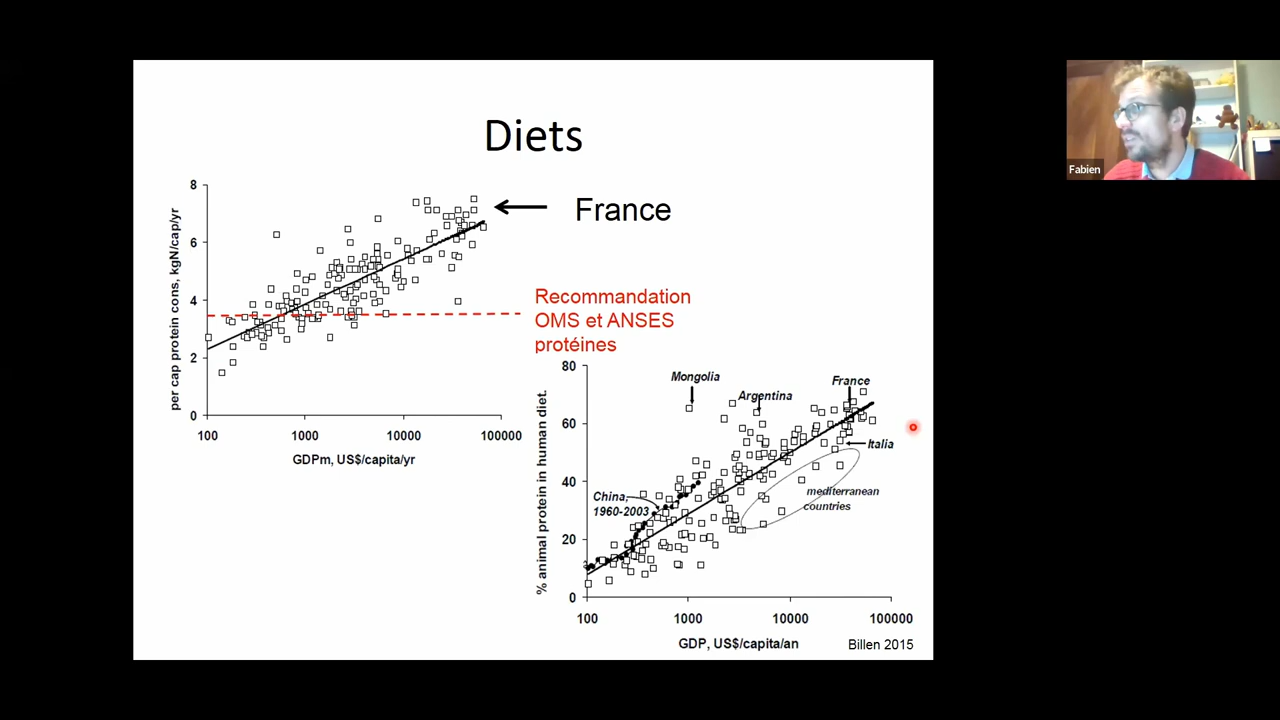 Diets
8
6
4
2
0
per cap protein cons, kgN/cap/yr
100
1000
10000
100000
GDPm, US$/capita/yr
France
Recommandation
OMS et ANSES
protéines
80
60
40
20
0
% animal protein in human diet.
Mongolia
Argentina
France
Italia
China,
1960-2003
mediterranean
countries
100
1000
10000
100000
GDP, US$/capita/an
Billen 2015
Fabien